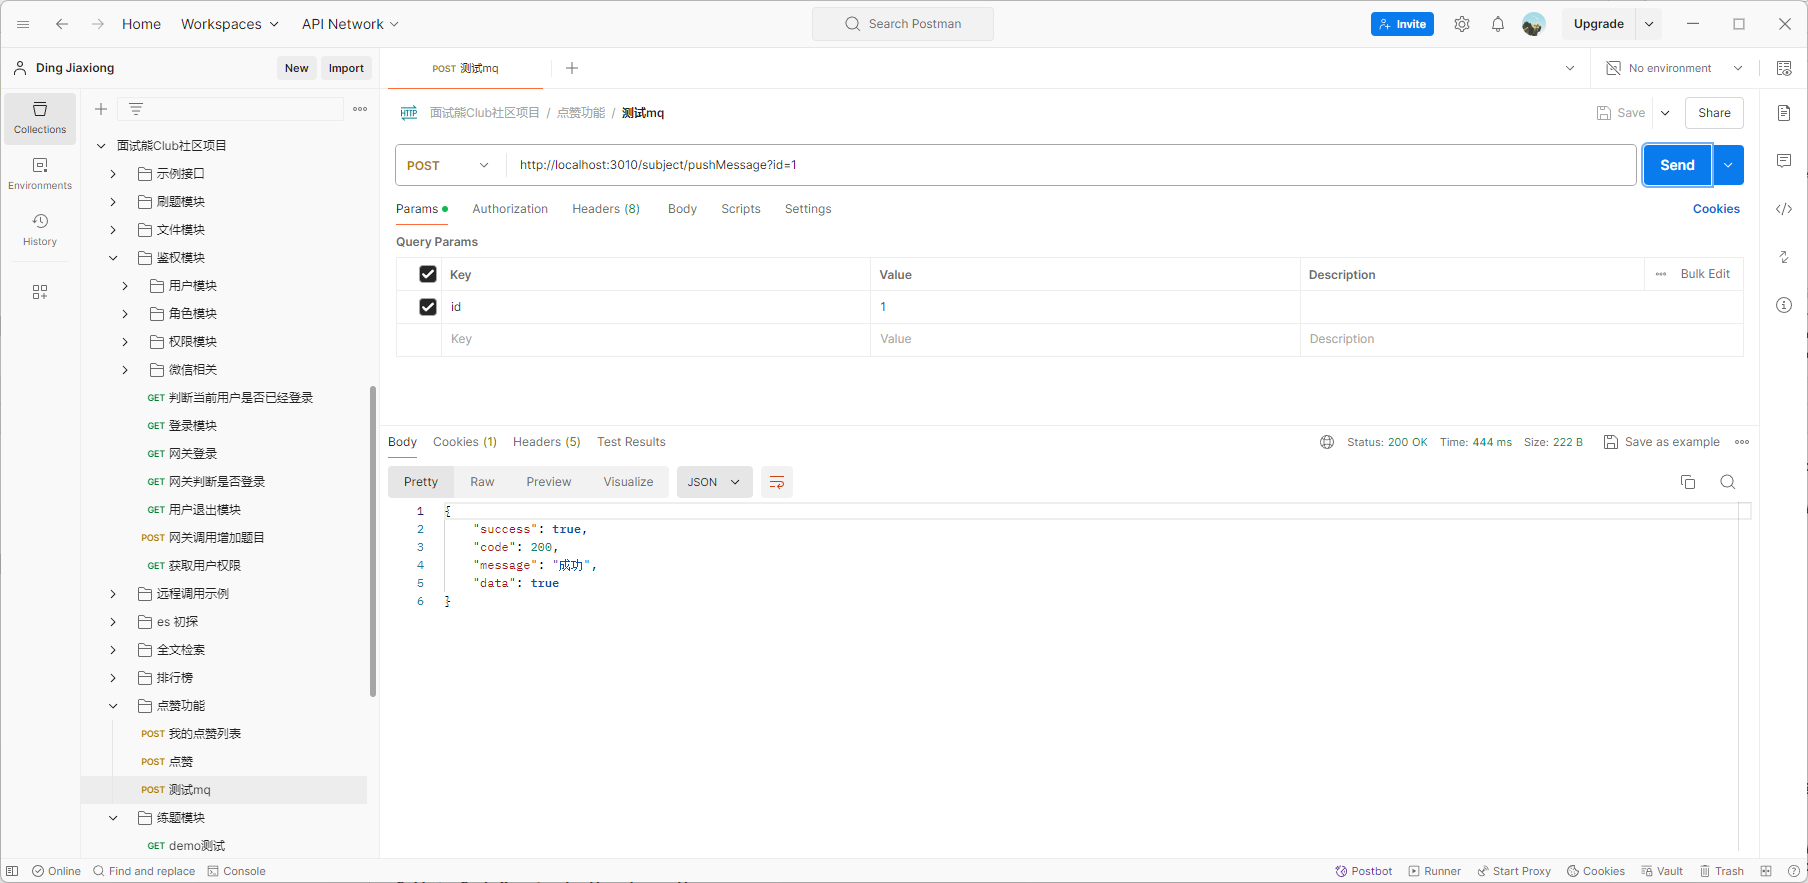 Home Workspaces API Network Search Postman Invite Upgrade
Ding Jiaxiong New Import POST 测试mq No environment
Collections
Environments
History
面试熊Club社区项目
示例接口
刷题模块
文件模块
鉴权模块
用户模块
角色模块
权限模块
微信相关
GET 判断当前用户是否已经登录
GET 登录模块
GET 网关登录
GET 网关判断是否登录
GET 用户退出模块
POST 网关调用增加题目
GET 获取用户权限
远程调用示例
es 初探
全文检索
排行榜
点赞功能
POST 我的点赞列表
POST 点赞
POST 测试mq
练题模块
GET demo测试
HTTP 面试熊Club社区项目 / 点赞功能 / 测试mq Save Share
POST http://localhost:3010/subject/pushMessage?id=1 Send
Params Authorization Headers (8) Body Scripts Settings Cookies
Query Params
Key Value Description Bulk Edit
id 1
Key Value Description
Body Cookies (1) Headers (5) Test Results Status: 200 OK Time: 444 ms Size: 222 B Save as example
Pretty Raw Preview Visualize JSON
1 {
2 "success": true,
3 "code": 200,
4 "message": "成功",
5 "data": true
6 }
Online Find and replace Console Postbot Runner Start Proxy Cookies Vault Trash